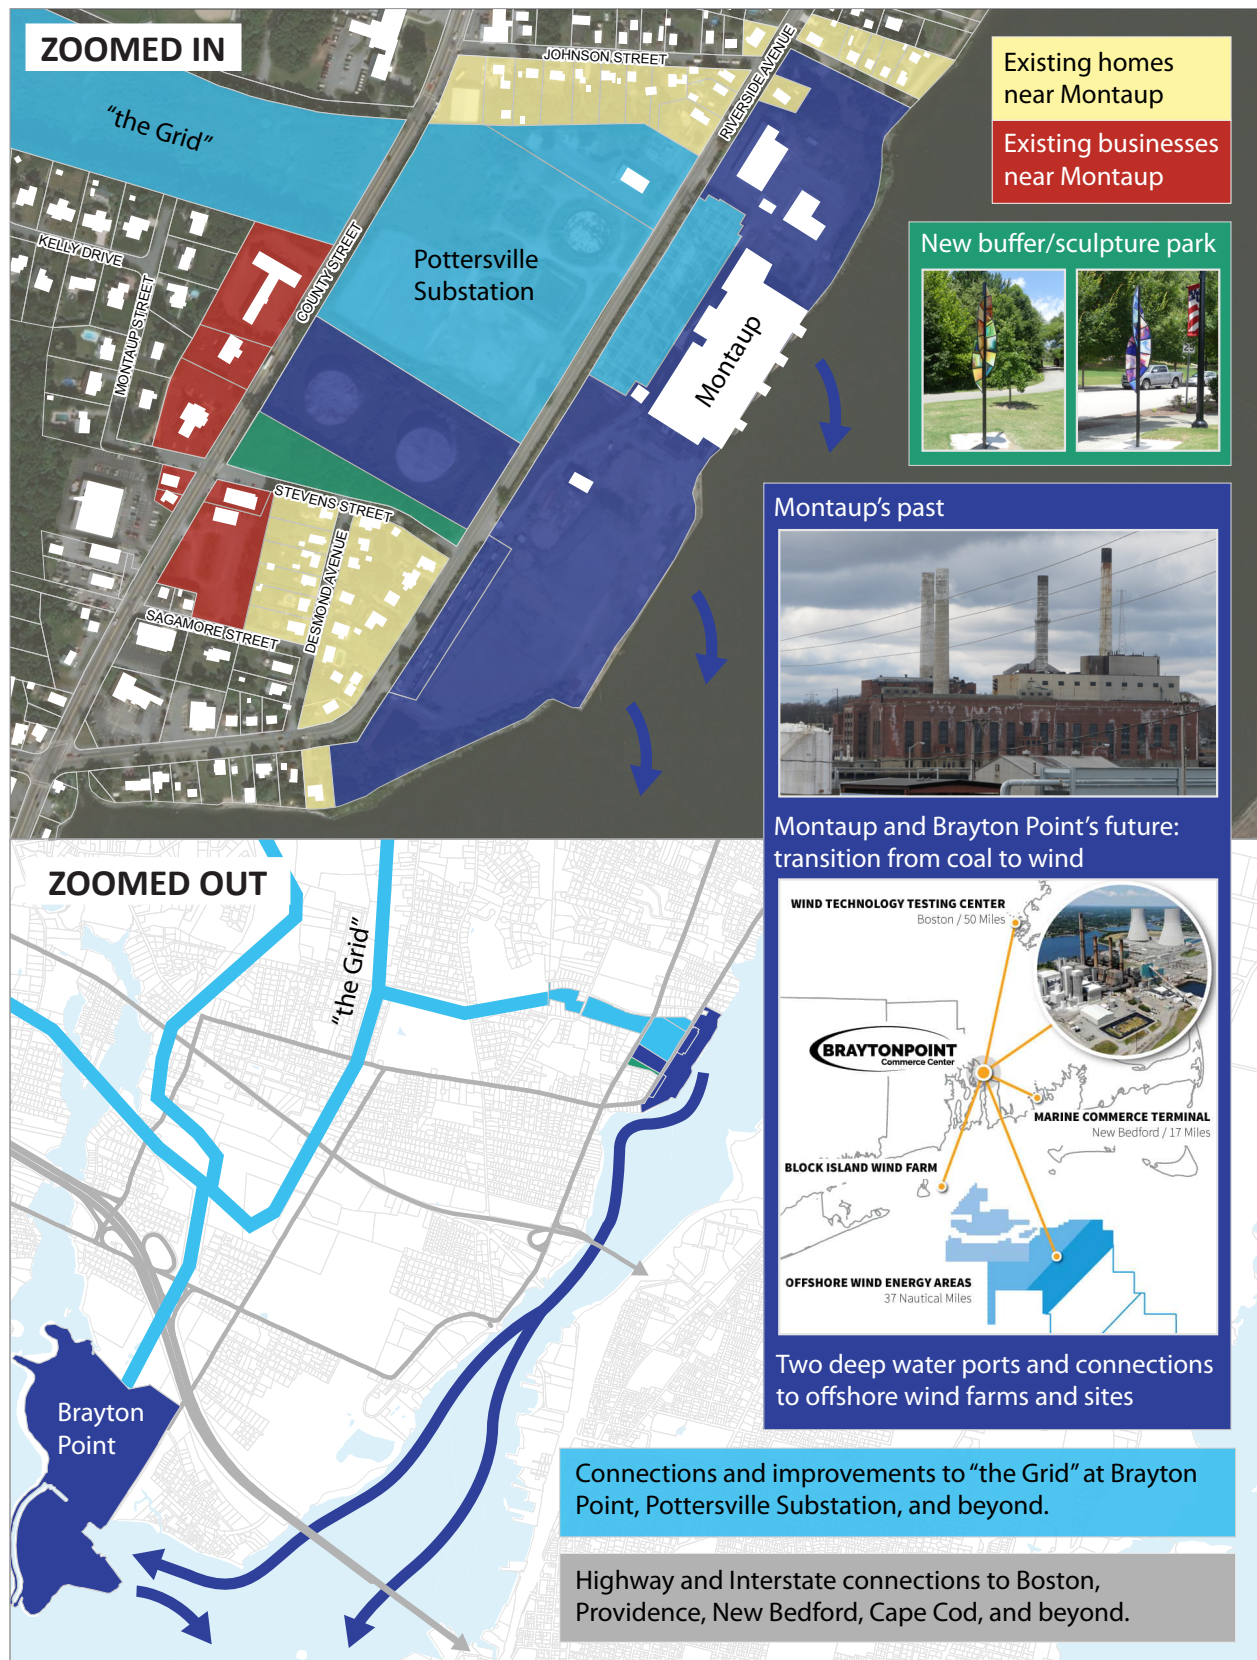 ZOOMED IN
"the Grid"
JOHNSON STREET
RIVERSIDE AVENUE
Existing homes
near Montaup
Existing businesses
near Montaup
New buffer/sculpture park
KELLY DRIVE
MONTAUP STREET
COUNTY STREET
Pottersville
Substation
Montaup
STEVENS STREET
DESMOND AVENUE
SAGAMORE STREET
Montaup's past
Montaup and Brayton Point's future:
transition from coal to wind
WIND TECHNOLOGY TESTING CENTER
Boston / 50 Miles
BRAYTONPOINT
Commerce Center
MARINE COMMERCE TERMINAL
New Bedford / 17 Miles
BLOCK ISLAND WIND FARM
OFFSHORE WIND ENERGY AREAS
37 Nautical Miles
Two deep water ports and connections
to offshore wind farms and sites
ZOOMED OUT
"the Grid"
Brayton
Point
Connections and improvements to "the Grid" at Brayton
Point, Pottersville Substation, and beyond.
Highway and Interstate connections to Boston,
Providence, New Bedford, Cape Cod, and beyond.